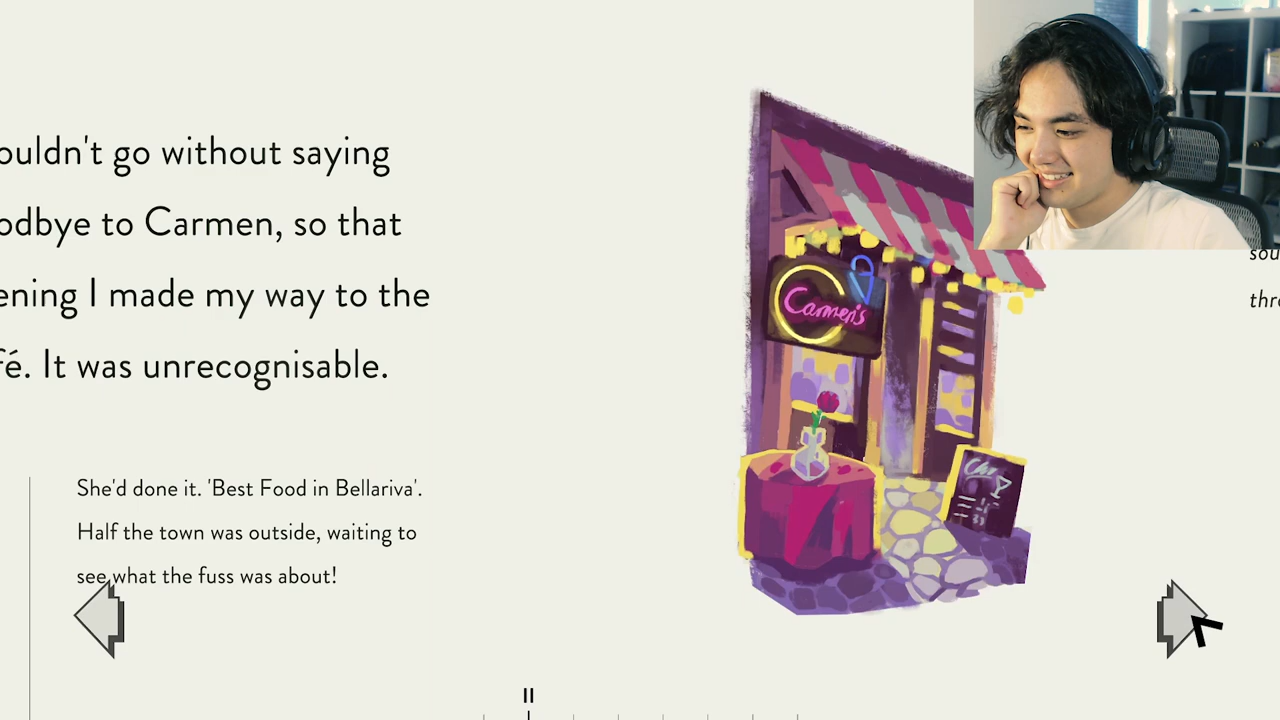 ouldn't go without saying
odbye to Carmen, so that
ening I made my way to the
fé. It was unrecognisable.
She'd done it. 'Best Food in Bellariva'.
Half the town was outside, waiting to
see what the fuss was about!
Carmen's
sou
thr
II